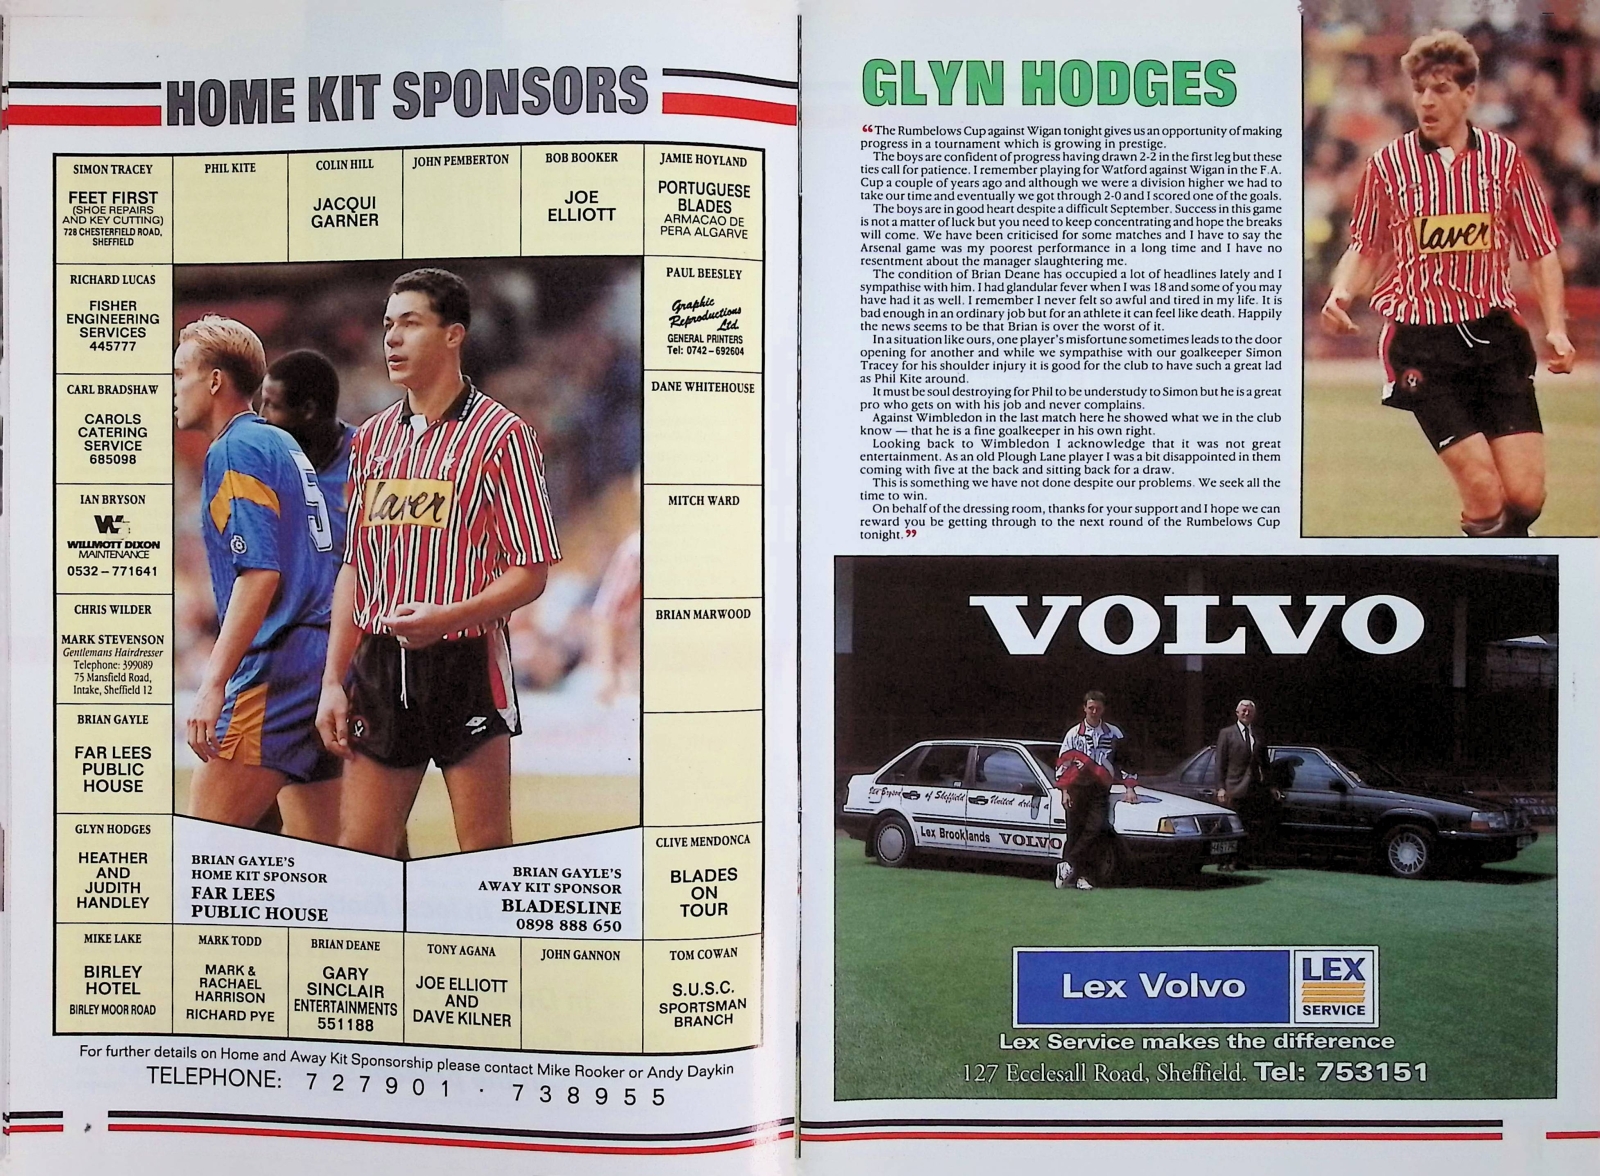 HOME KIT SPONSORS
SIMON TRACEY
FEET FIRST
(SHOE REPAIRS
AND KEY CUTTING)
728 CHESTERFIELD ROAD,
SHEFFIELD
PHIL KITE
COLIN HILL
JACQUI
GARNER
JOHN PEMBERTON
BOB BOOKER
JOE
ELLIOTT
JAMIE HOYLAND
PORTUGUESE
BLADES
ARMACAO DE
PERA ALGARVE
RICHARD LUCAS
FISHER
ENGINEERING
SERVICES
445777
PAUL BEESLEY
Graphic
Reproductions
Ltd.
GENERAL PRINTERS
Tel: 0742-692604
CARL BRADSHAW
CAROLS
CATERING
SERVICE
685098
DANE WHITEHOUSE
IAN BRYSON
WILLMOTT DIXON
MAINTENANCE
0532-771641
MITCH WARD
CHRIS WILDER
MARK STEVENSON
Gentlemans Hairdresser
Telephone: 399089
75 Mansfield Road,
Intake, Sheffield 12
BRIAN MARWOOD
BRIAN GAYLE
FAR LEES
PUBLIC
HOUSE
GLYN HODGES
HEATHER
AND
JUDITH
HANDLEY
CLIVE MENDONCA
BLADES
ON
TOUR
laver
5
BRIAN GAYLE'S
HOME KIT SPONSOR
FAR LEES
PUBLIC HOUSE
BRIAN GAYLE'S
AWAY KIT SPONSOR
BLADESLINE
0898 888 650
MIKE LAKE
BIRLEY
HOTEL
BIRLEY MOOR ROAD
MARK TODD
MARK &
RACHAEL
HARRISON
RICHARD PYE
BRIAN DEANE
GARY
SINCLAIR
ENTERTAINMENTS
551188
TONY AGANA
JOE ELLIOTT
AND
DAVE KILNER
JOHN GANNON
TOM COWAN
S.U.S.C.
SPORTSMAN
BRANCH
For further details on Home and Away Kit Sponsorship please contact Mike Rooker or Andy Daykin
TELEPHONE: 727901 · 738955
GLYN HODGES
“The Rumbelows Cup against Wigan tonight gives us an opportunity of making
progress in a tournament which is growing in prestige.
The boys are confident of progress having drawn 2-2 in the first leg but these
ties call for patience. I remember playing for Watford against Wigan in the F.A.
Cup a couple of years ago and although we were a division higher we had to
take our time and eventually we got through 2-0 and I scored one of the goals.
The boys are in good heart despite a difficult September. Success in this game
is not a matter of luck but you need to keep concentrating and hope the breaks
will come. We have been criticised for some matches and I have to say the
Arsenal game was my poorest performance in a long time and I have no
resentment about the manager slaughtering me.
The condition of Brian Deane has occupied a lot of headlines lately and I
sympathise with him. I had glandular fever when I was 18 and some of you may
have had it as well. I remember I never felt so awful and tired in my life. It is
bad enough in an ordinary job but for an athlete it can feel like death. Happily
the news seems to be that Brian is over the worst of it.
In a situation like ours, one player's misfortune sometimes leads to the door
opening for another and while we sympathise with our goalkeeper Simon
Tracey for his shoulder injury it is good for the club to have such a great lad
as Phil Kite around.
It must be soul destroying for Phil to be understudy to Simon but he is a great
pro who gets on with his job and never complains.
Against Wimbledon in the last match here he showed what we in the club
know — that he is a fine goalkeeper in his own right.
Looking back to Wimbledon I acknowledge that it was not great
entertainment. As an old Plough Lane player I was a bit disappointed in them
coming with five at the back and sitting back for a draw.
This is something we have not done despite our problems. We seek all the
time to win.
On behalf of the dressing room, thanks for your support and I hope we can
reward you be getting through to the next round of the Rumbelows Cup
tonight.”
laver
VOLVO
Ian Bryson of Sheffield United drives a
Lex Brooklands VOLVO
Lex Volvo
LEX
SERVICE
Lex Service makes the difference
127 Ecclesall Road, Sheffield. Tel: 753151